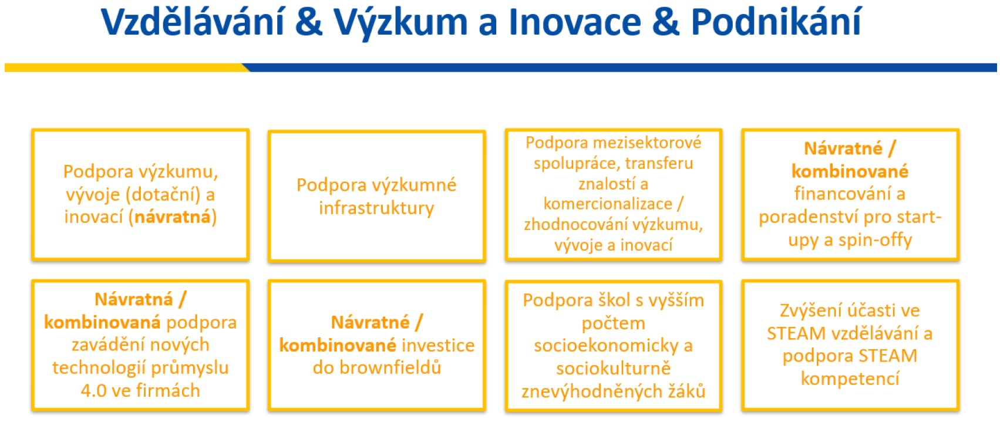 Vzdělávání & Výzkum a Inovace & Podnikání
Podpora výzkumu,
vývoje (dotační) a
inovací (návratná)
Podpora výzkumné
infrastruktury
Podpora mezisektorové
spolupráce, transferu
znalostí a
komercionalizace /
zhodnocování výzkumu,
vývoje a inovací
Návratné /
kombinované
financování a
poradenství pro start-
upy a spin-offy
Návratná /
kombinovaná podpora
zavádění nových
technologií průmyslu
4.0 ve firmách
Návratné /
kombinované investice
do brownfieldů
Podpora škol s vyšším
počtem
socioekonomicky a
sociokulturně
znevýhodněných žáků
Zvýšení účasti ve
STEAM vzdělávání a
podpora STEAM
kompetencí